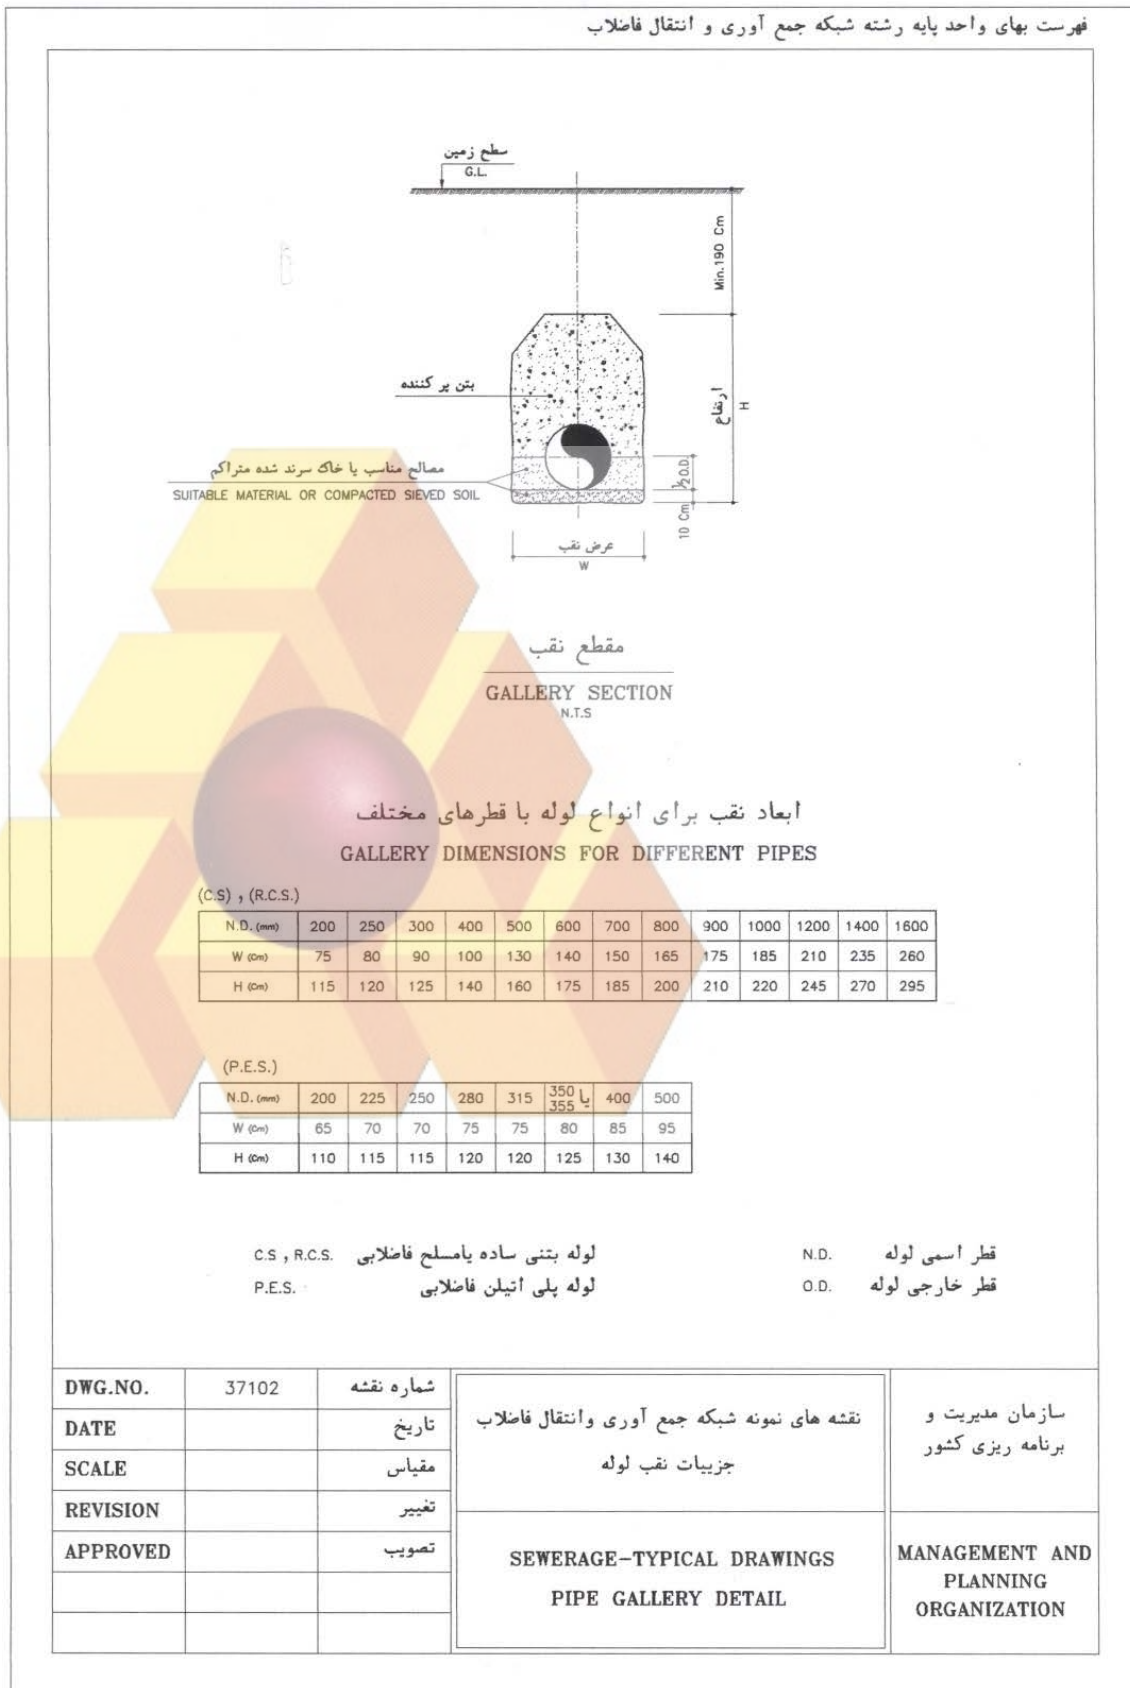 فهرست بهای واحد پایه رشته شبکه جمع آوری و انتقال فاضلاب
سطح زمین
G.L.
Min.190 Cm
بتن پر کننده
ارتفاع
H
مصالح مناسب یا خاک سرند شده متراکم
SUITABLE MATERIAL OR COMPACTED SIEVED SOIL
1/2 O.D.
10 Cm
عرض نقب
W
مقطع نقب
GALLERY SECTION
N.T.S
ابعاد نقب برای انواع لوله با قطرهای مختلف
GALLERY DIMENSIONS FOR DIFFERENT PIPES
(C.S) , (R.C.S.)
N.D. (mm) 200 250 300 400 500 600 700 800 900 1000 1200 1400 1600
W (Cm) 75 80 90 100 130 140 150 165 175 185 210 235 260
H (Cm) 115 120 125 140 160 175 185 200 210 220 245 270 295
(P.E.S.)
N.D. (mm) 200 225 250 280 315 350 یا 355 400 500
W (Cm) 65 70 70 75 75 80 85 95
H (Cm) 110 115 115 120 120 125 130 140
قطر اسمی لوله N.D.
لوله بتنی ساده یامسلح فاضلابی C.S , R.C.S.
قطر خارجی لوله O.D.
لوله پلی اتیلن فاضلابی P.E.S.
DWG.NO. 37102 شماره نقشه
DATE تاریخ
SCALE مقیاس
REVISION تغییر
APPROVED تصویب
نقشه های نمونه شبکه جمع آوری وانتقال فاضلاب
جزییات نقب لوله
SEWERAGE-TYPICAL DRAWINGS
PIPE GALLERY DETAIL
سازمان مدیریت و
برنامه ریزی کشور
MANAGEMENT AND
PLANNING
ORGANIZATION